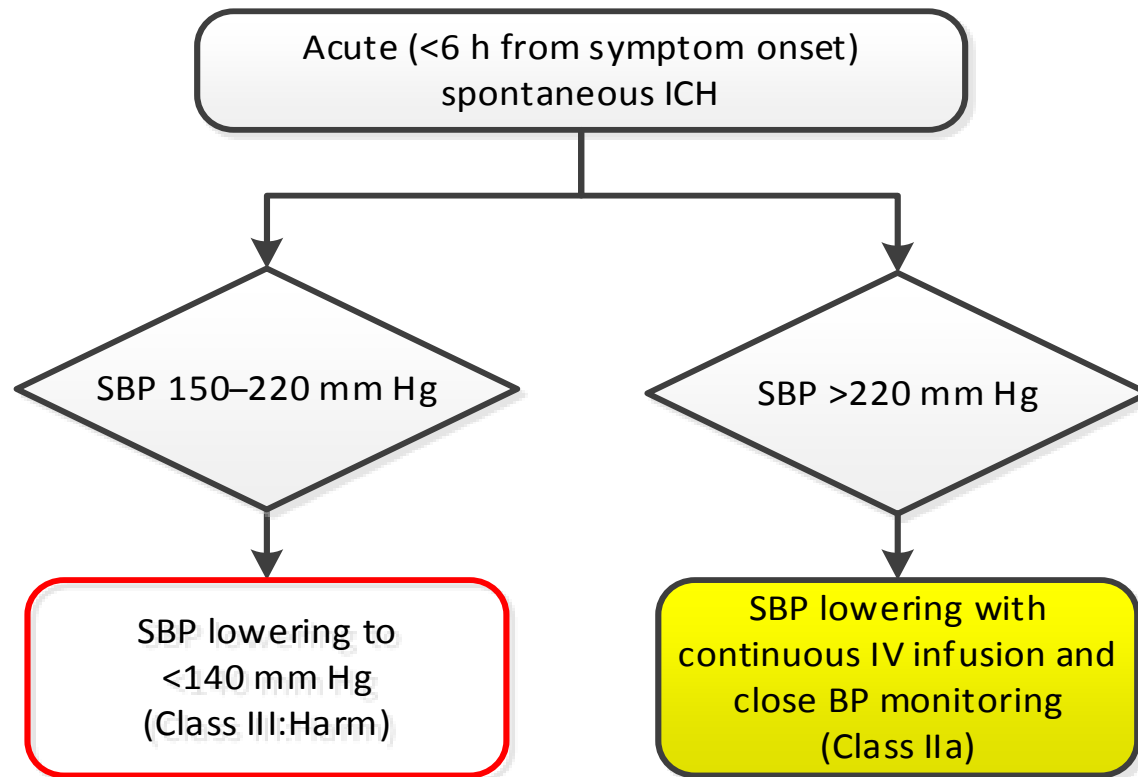 Acute (<6 h from symptom onset)
spontaneous ICH
SBP 150–220 mm Hg
SBP >220 mm Hg
SBP lowering to
<140 mm Hg
(Class III:Harm)
SBP lowering with
continuous IV infusion and
close BP monitoring
(Class IIa)